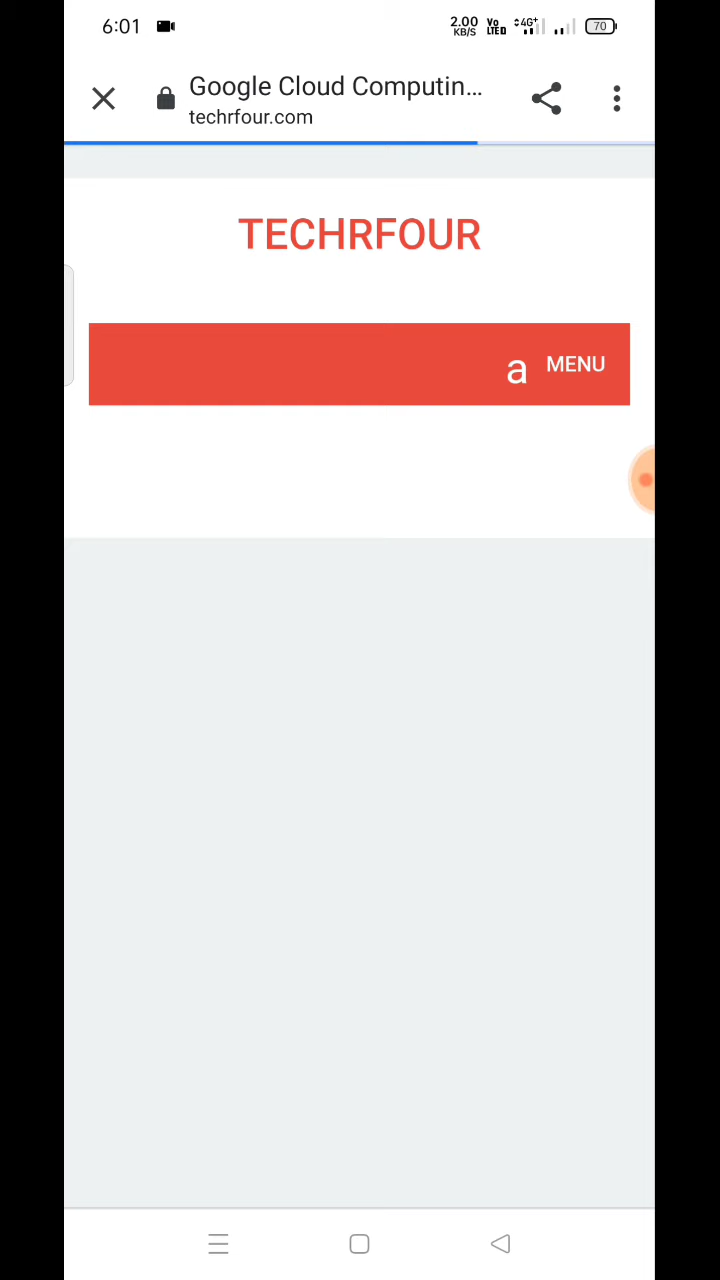 6:01 2.00 KB/S Vo LTE D 4G+ 70
Google Cloud Computin...
techrfour.com
TECHRFOUR
a MENU